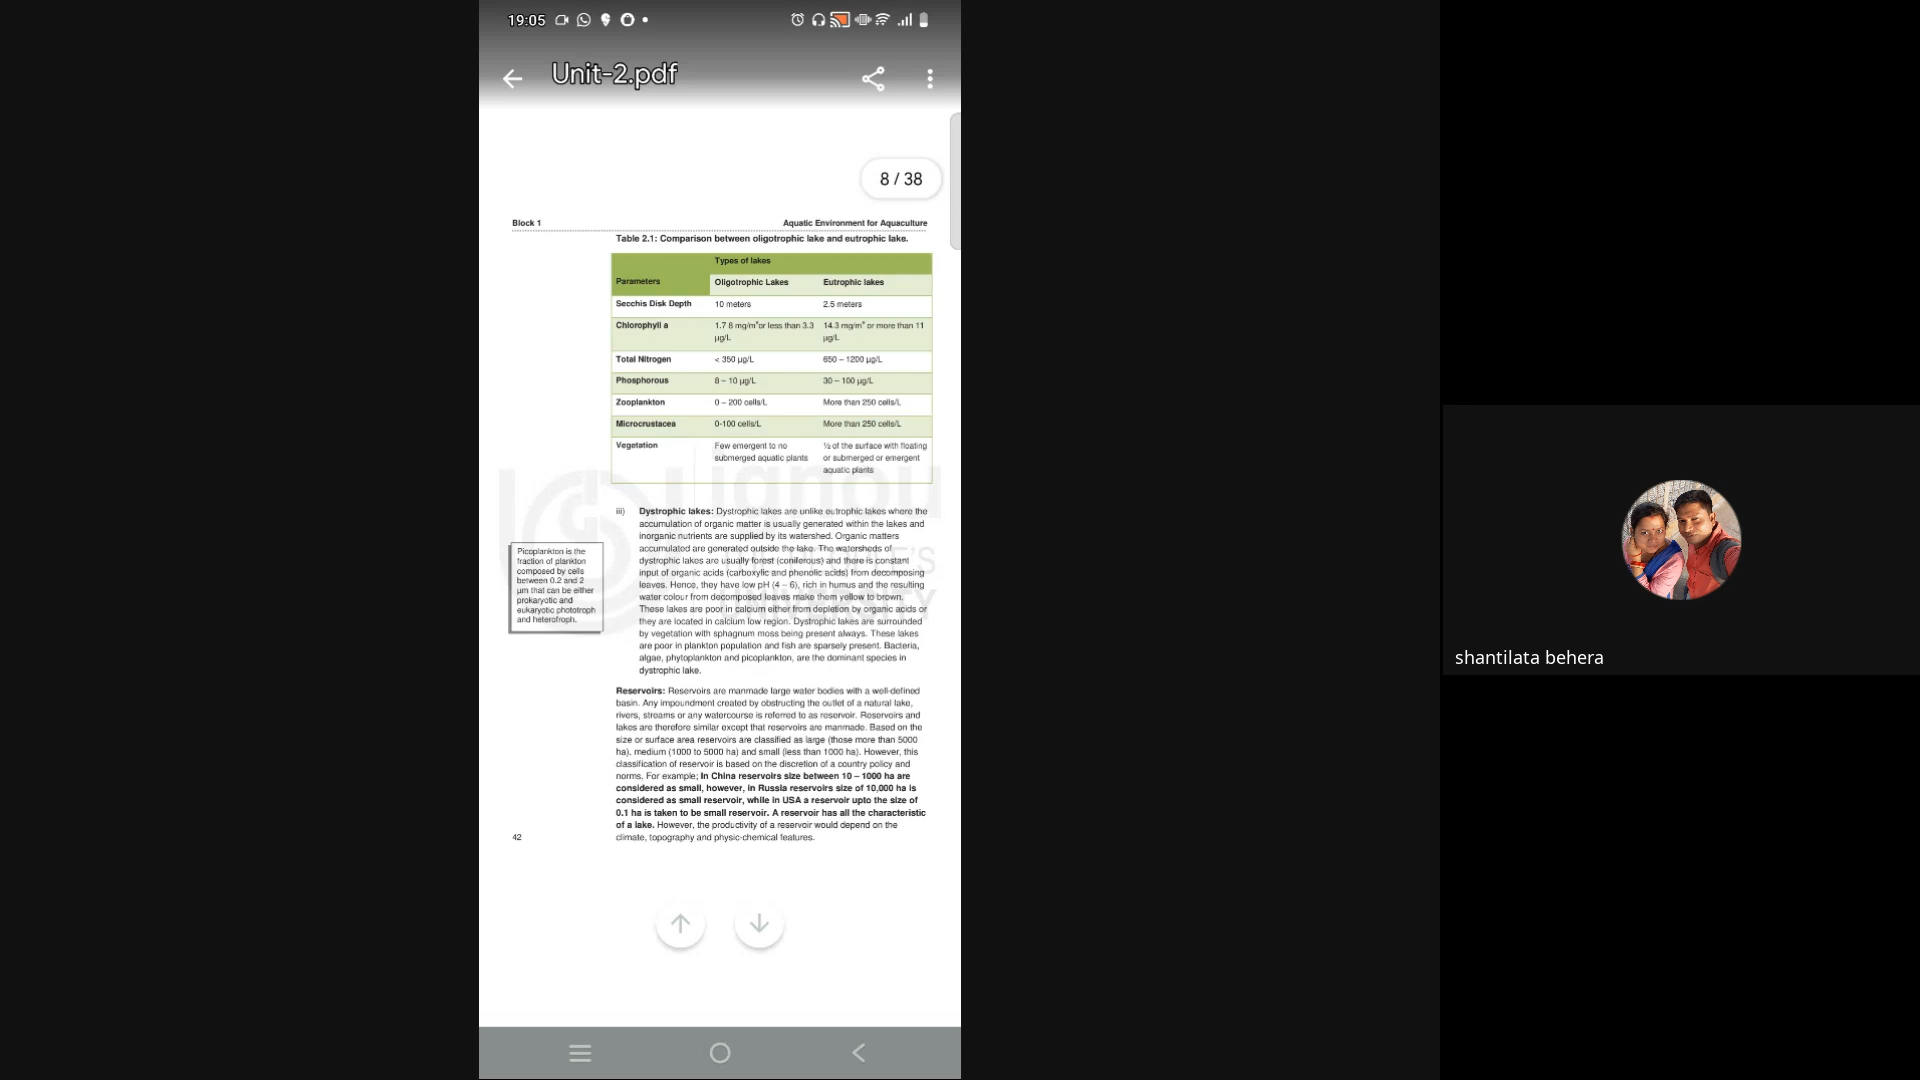 19:05
Unit-2.pdf
8 / 38
Block 1
Aquatic Environment for Aquaculture
Table 2.1: Comparison between oligotrophic lake and eutrophic lake.
Types of lakes
Parameters
Oligotrophic Lakes
Eutrophic lakes
Secchis Disk Depth
10 meters
2.5 meters
Chlorophyll a
1.7 8 mg/m³or less than 3.3
µg/L
14.3 mg/m³ or more than 11
µg/L
Total Nitrogen
< 350 µg/L
650 – 1200 µg/L
Phosphorous
8 – 10 µg/L
30 – 100 µg/L
Zooplankton
0 – 200 cells/L
More than 250 cells/L
Microcrustacea
0-100 cells/L
More than 250 cells/L
Vegetation
Few emergent to no
submerged aquatic plants
½ of the surface with floating
or submerged or emergent
aquatic plants
iii) Dystrophic lakes: Dystrophic lakes are unlike eutrophic lakes where the
accumulation of organic matter is usually generated within the lakes and
inorganic nutrients are supplied by its watershed. Organic matters
accumulated are generated outside the lake. The watersheds of
dystrophic lakes are usually forest (coniferous) and there is constant
input of organic acids (carboxylic and phenolic acids) from decomposing
leaves. Hence, they have low pH (4 – 6), rich in humus and the resulting
water colour from decomposed leaves make them yellow to brown.
These lakes are poor in calcium either from depletion by organic acids or
they are located in calcium low region. Dystrophic lakes are surrounded
by vegetation with sphagnum moss being present always. These lakes
are poor in plankton population and fish are sparsely present. Bacteria,
algae, phytoplankton and picoplankton, are the dominant species in
dystrophic lake.
Picoplankton is the
fraction of plankton
composed by cells
between 0.2 and 2
µm that can be either
prokaryotic and
eukaryotic phototroph
and heterofroph.
Reservoirs: Reservoirs are manmade large water bodies with a well-defined
basin. Any impoundment created by obstructing the outlet of a natural lake,
rivers, streams or any watercourse is referred to as reservoir. Reservoirs and
lakes are therefore similar except that reservoirs are manmade. Based on the
size or surface area reservoirs are classified as large (those more than 5000
ha), medium (1000 to 5000 ha) and small (less than 1000 ha). However, this
classification of reservoir is based on the discretion of a country policy and
norms. For example; In China reservoirs size between 10 – 1000 ha are
considered as small, however, in Russia reservoirs size of 10,000 ha is
considered as small reservoir, while in USA a reservoir upto the size of
0.1 ha is taken to be small reservoir. A reservoir has all the characteristic
of a lake. However, the productivity of a reservoir would depend on the
climate, topography and physic-chemical features.
42
ignou
UNIVERSITY
shantilata behera